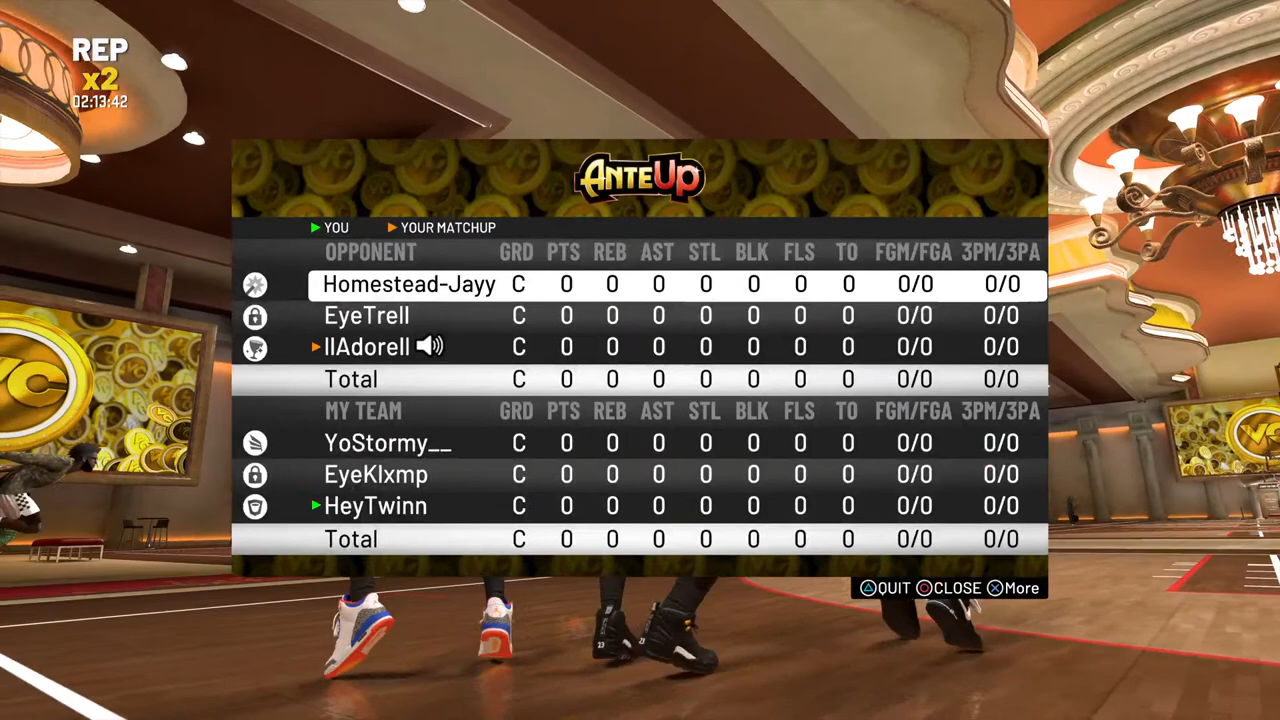 REP
x2
02:13:42
ANTEUP
YOU YOUR MATCHUP
OPPONENT GRD PTS REB AST STL BLK FLS TO FGM/FGA 3PM/3PA
Homestead-Jayy C 0 0 0 0 0 0 0 0/0 0/0
EyeTrell C 0 0 0 0 0 0 0 0/0 0/0
llAdorell C 0 0 0 0 0 0 0 0/0 0/0
Total C 0 0 0 0 0 0 0 0/0 0/0
MY TEAM GRD PTS REB AST STL BLK FLS TO FGM/FGA 3PM/3PA
YoStormy__ C 0 0 0 0 0 0 0 0/0 0/0
EyeKlxmp C 0 0 0 0 0 0 0 0/0 0/0
HeyTwinn C 0 0 0 0 0 0 0 0/0 0/0
Total C 0 0 0 0 0 0 0 0/0 0/0
QUIT CLOSE More
VC
VC
23
23